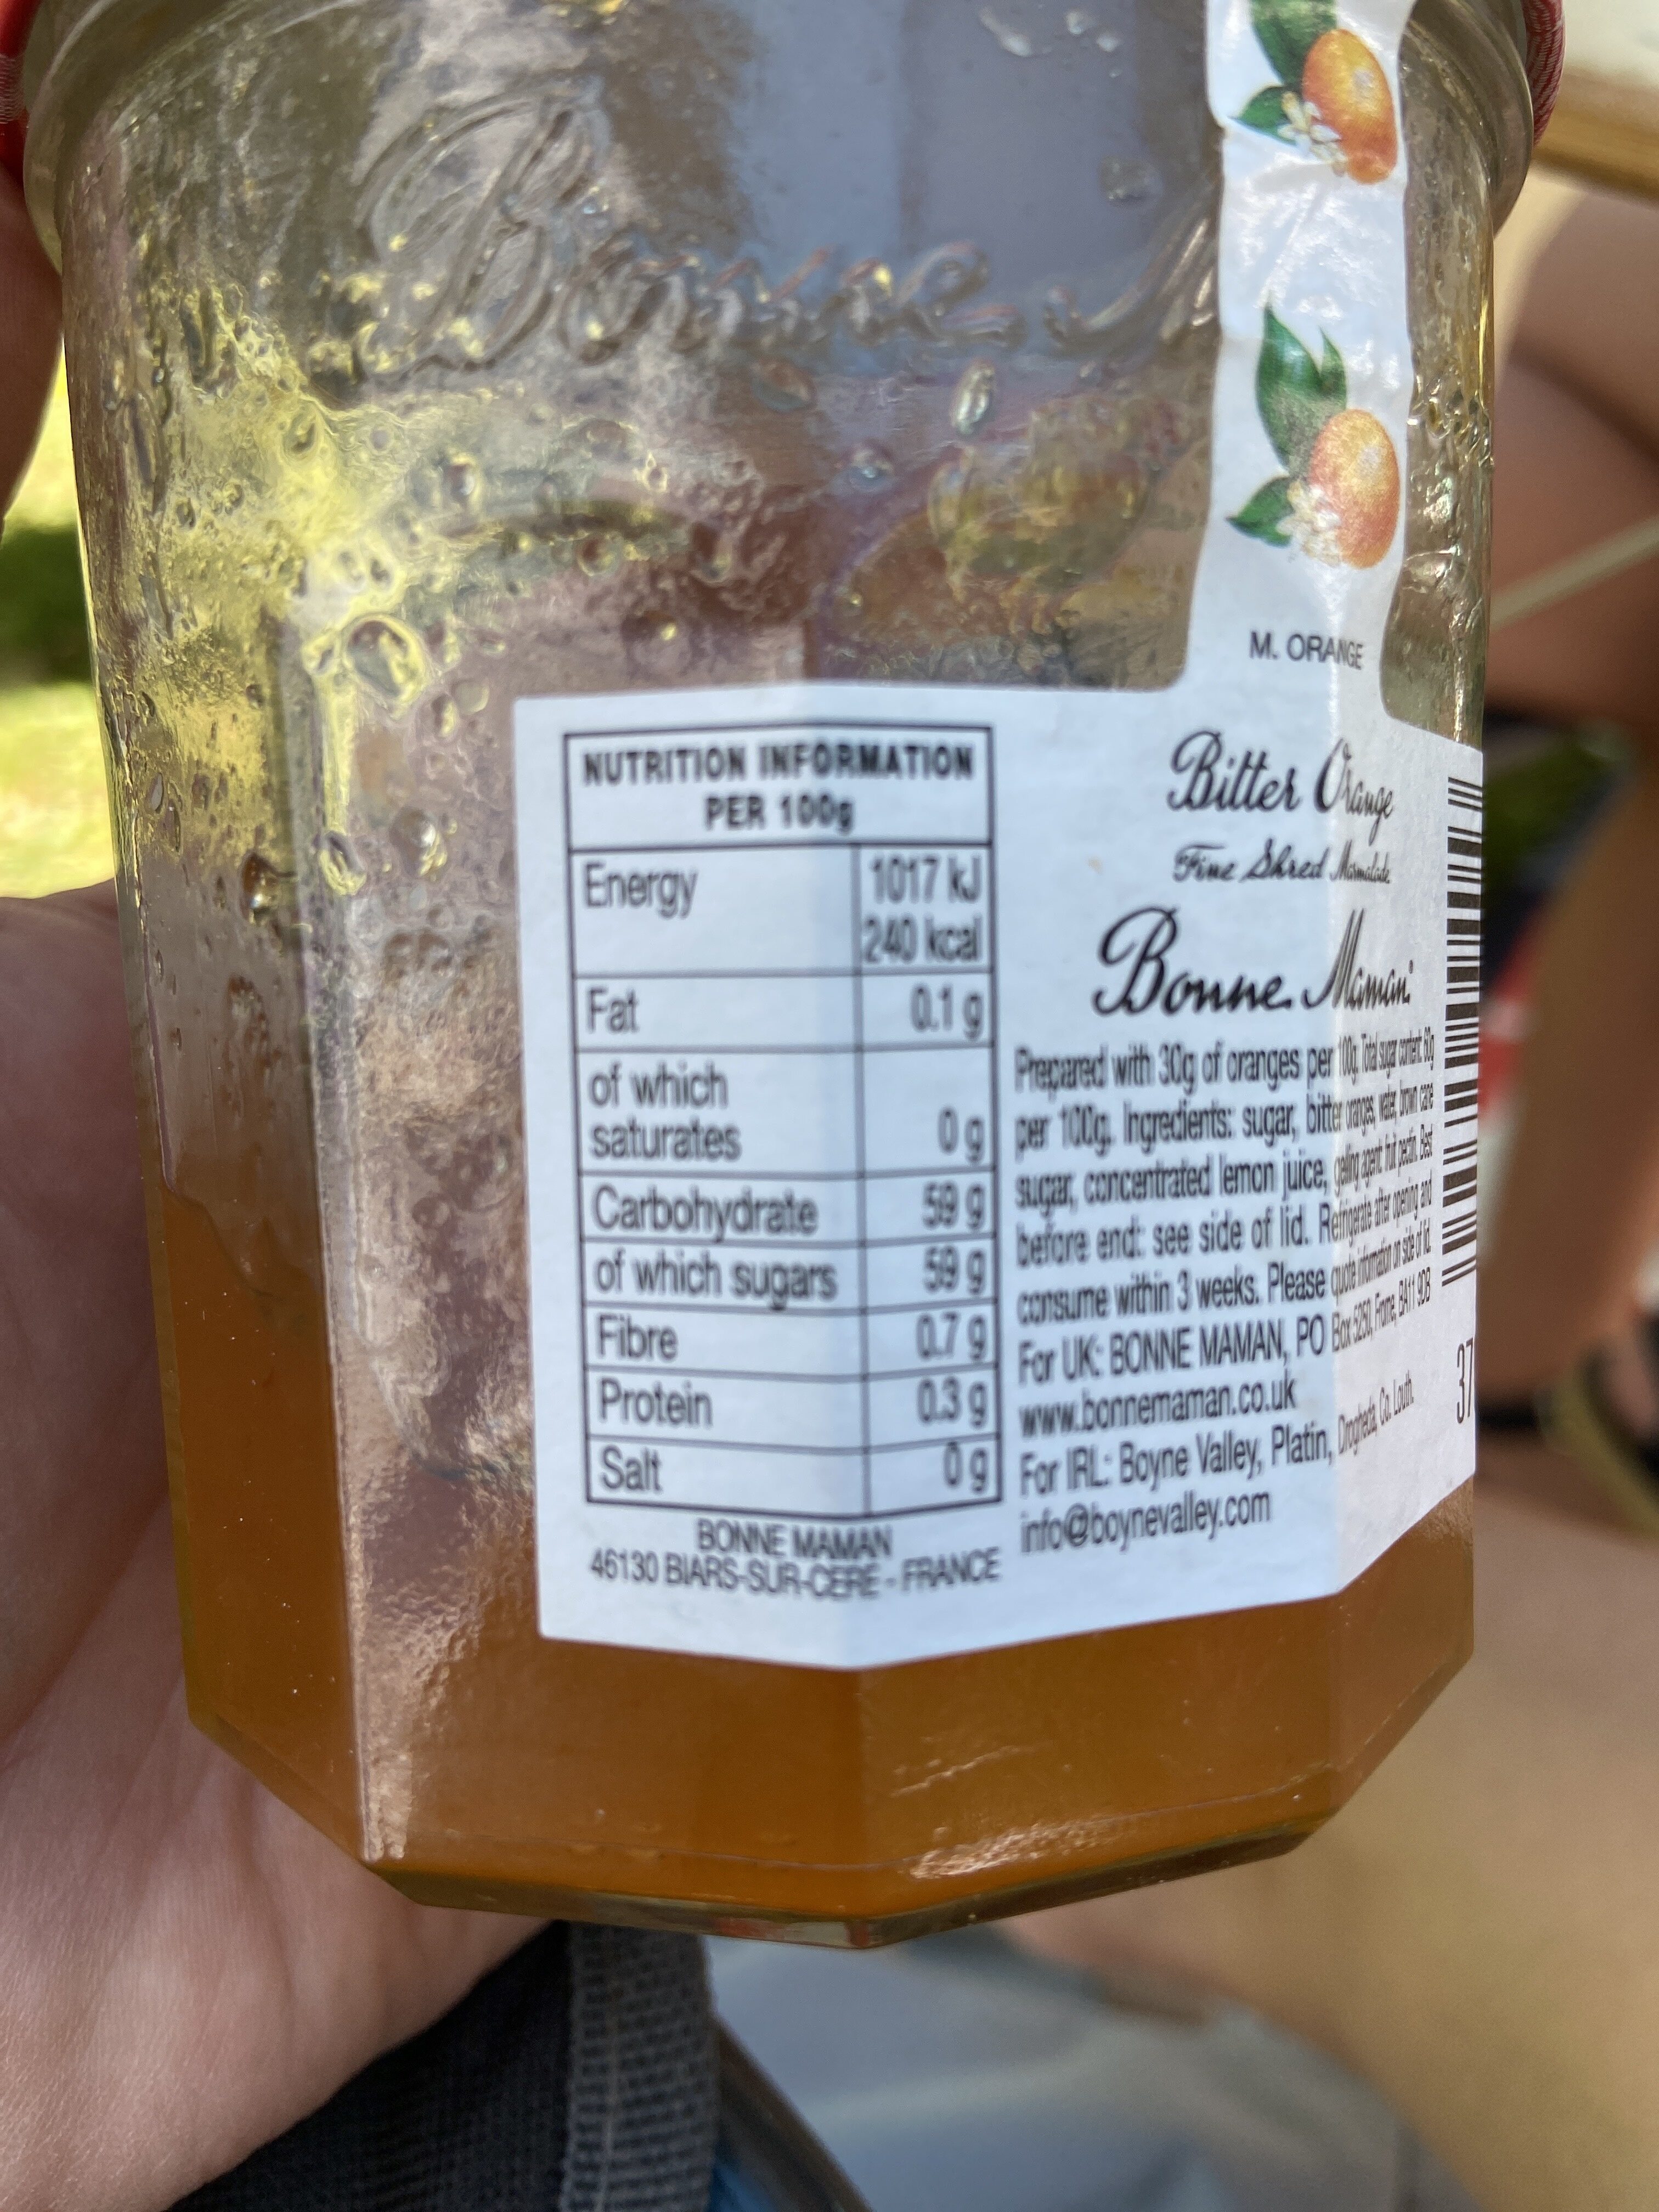 Bonne M
M. ORANGE
NUTRITION INFORMATION
PER 100g
Energy 1017 kJ
240 kcal
Fat 0.1 g
of which
saturates 0 g
Carbohydrate 59 g
of which sugars 59 g
Fibre 0.7 g
Protein 0.3 g
Salt 0 g
BONNE MAMAN
46130 BIARS-SUR-CERE - FRANCE
Bitter Orange
Fine Shred Marmalade
Bonne Maman®
Prepared with 30g of oranges per 100g. Total sugar content: 60g
per 100g. Ingredients: sugar, bitter oranges, water, brown cane
sugar, concentrated lemon juice, gelling agent: fruit pectin. Best
before end: see side of lid. Refrigerate after opening and
consume within 3 weeks. Please quote information on side of lid.
For UK: BONNE MAMAN, PO Box 5250, Frome, BA11 9DB
www.bonnemaman.co.uk
For IRL: Boyne Valley, Platin, Drogheda, Co. Louth.
info@boynevalley.com
37